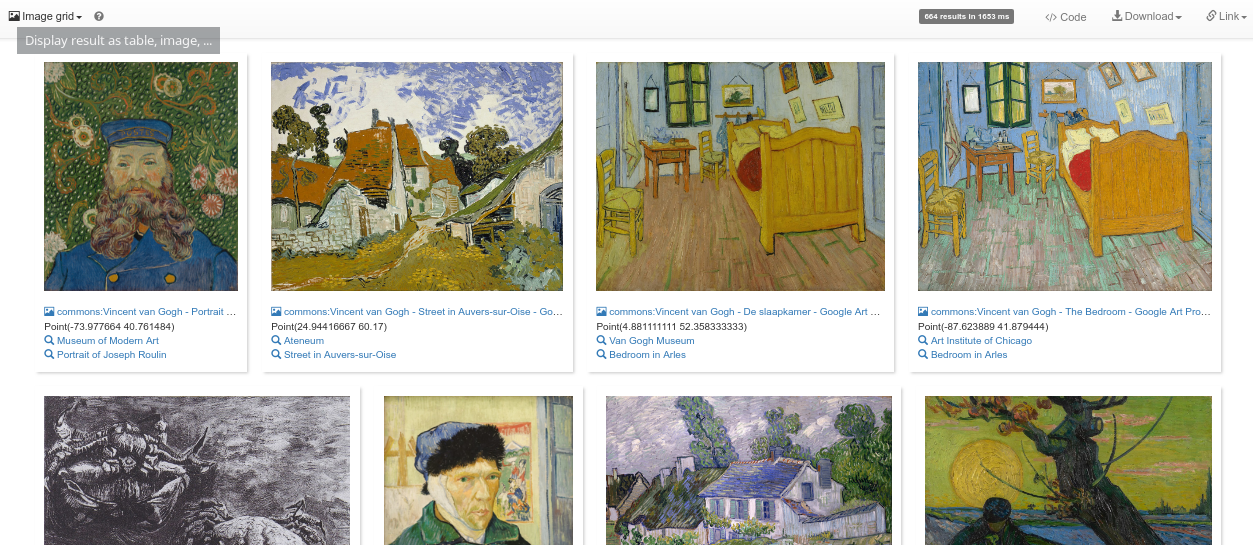 Image grid
664 results in 1653 ms
</> Code
Download
Link
Display result as table, image, ...
commons:Vincent van Gogh - Portrait ...
Point(-73.977664 40.761484)
Museum of Modern Art
Portrait of Joseph Roulin
commons:Vincent van Gogh - Street in Auvers-sur-Oise - Go...
Point(24.94416667 60.17)
Ateneum
Street in Auvers-sur-Oise
commons:Vincent van Gogh - De slaapkamer - Google Art ...
Point(4.881111111 52.358333333)
Van Gogh Museum
Bedroom in Arles
commons:Vincent van Gogh - The Bedroom - Google Art Pro...
Point(-87.623889 41.879444)
Art Institute of Chicago
Bedroom in Arles